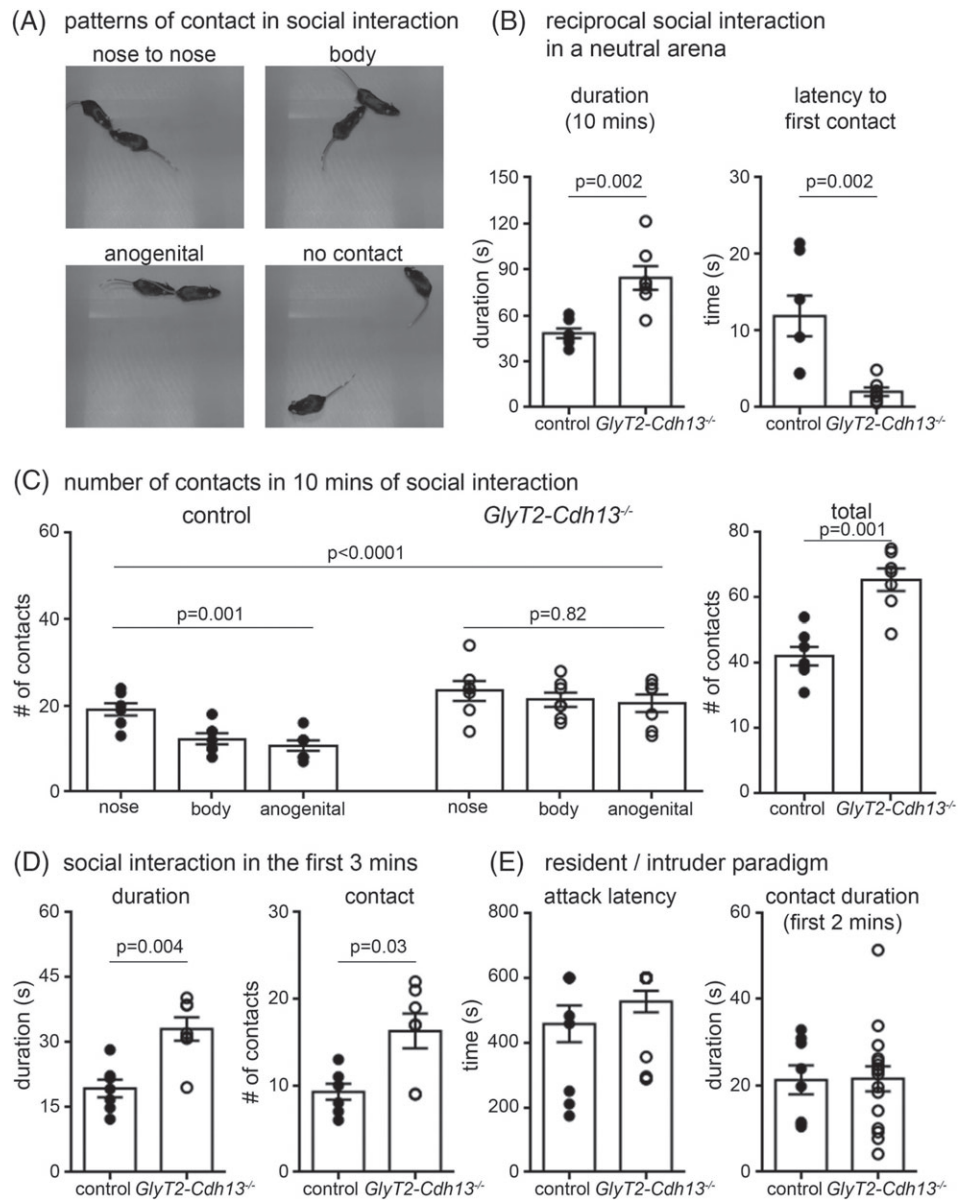 (A) patterns of contact in social interaction
nose to nose
body
anogenital
no contact
(B) reciprocal social interaction
in a neutral arena
duration
(10 mins)
150
120
90
60
30
0
duration (s)
p=0.002
control GlyT2-Cdh13-/-
latency to
first contact
30
20
10
0
time (s)
p=0.002
control GlyT2-Cdh13-/-
(C) number of contacts in 10 mins of social interaction
control
GlyT2-Cdh13-/-
60
40
20
0
# of contacts
p<0.0001
p=0.001
p=0.82
nose
body
anogenital
nose
body
anogenital
total
p=0.001
80
60
40
10
0
# of contacts
control GlyT2-Cdh13-/-
(D) social interaction in the first 3 mins
duration
60
45
30
15
0
duration (s)
p=0.004
control GlyT2-Cdh13-/-
contact
30
20
10
0
# of contacts
p=0.03
control GlyT2-Cdh13-/-
(E) resident / intruder paradigm
attack latency
800
600
400
200
0
time (s)
control GlyT2-Cdh13-/-
contact duration
(first 2 mins)
60
40
20
0
duration (s)
control GlyT2-Cdh13-/-